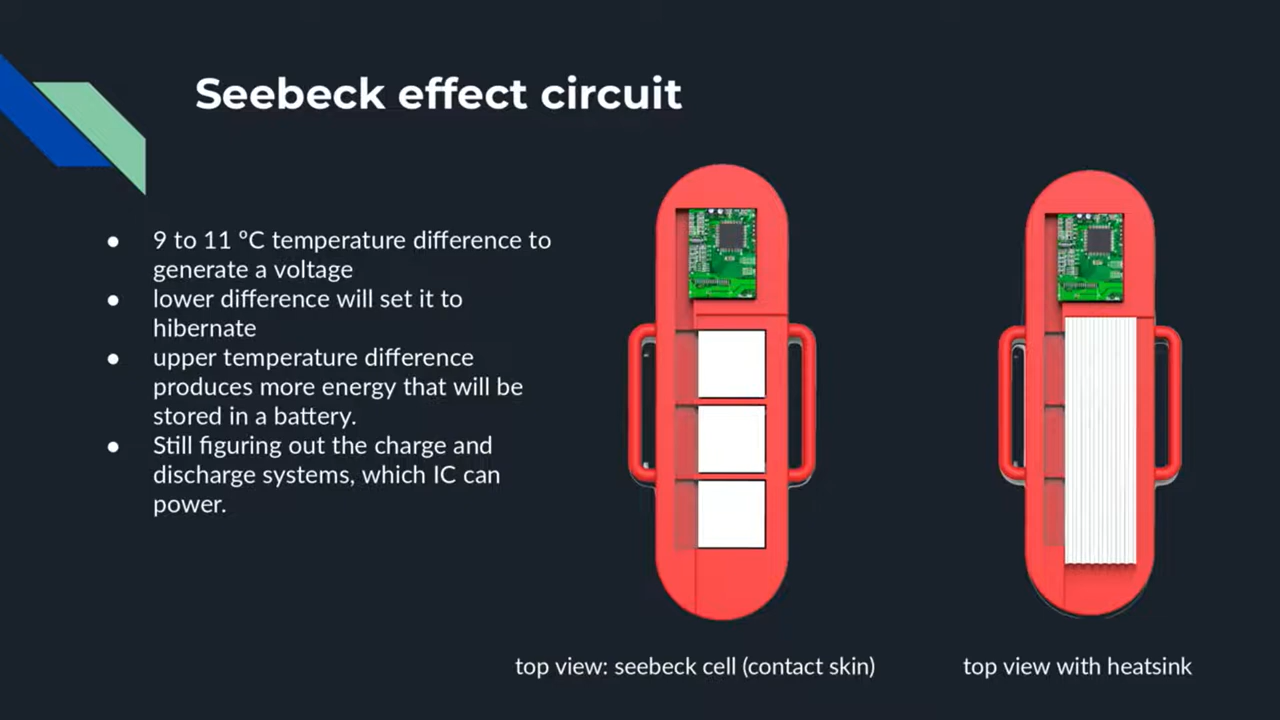 Seebeck effect circuit
● 9 to 11 ºC temperature difference to
generate a voltage
● lower difference will set it to
hibernate
● upper temperature difference
produces more energy that will be
stored in a battery.
● Still figuring out the charge and
discharge systems, which IC can
power.
top view: seebeck cell (contact skin)
top view with heatsink